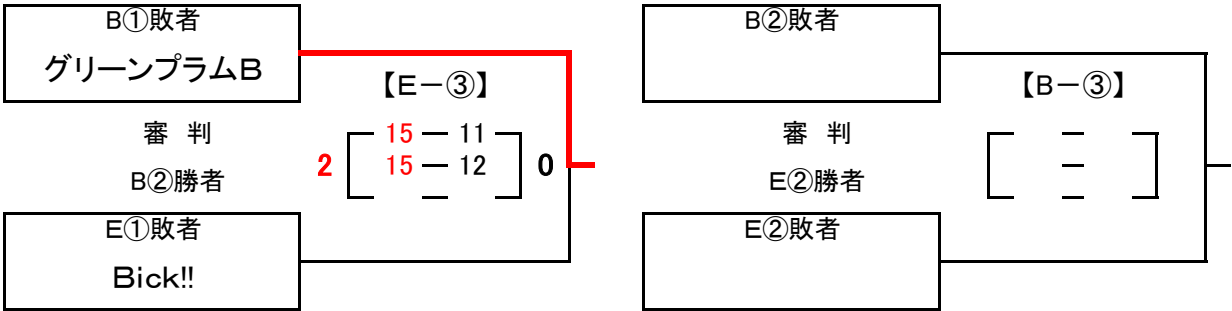 B①敗者
グリーンプラムB
【E－③】
審 判
15 — 11
2 15 — 12 0
B②勝者
—
E①敗者
Bick!!
B②敗者
【B－③】
審 判
—
—
E②勝者
—
E②敗者